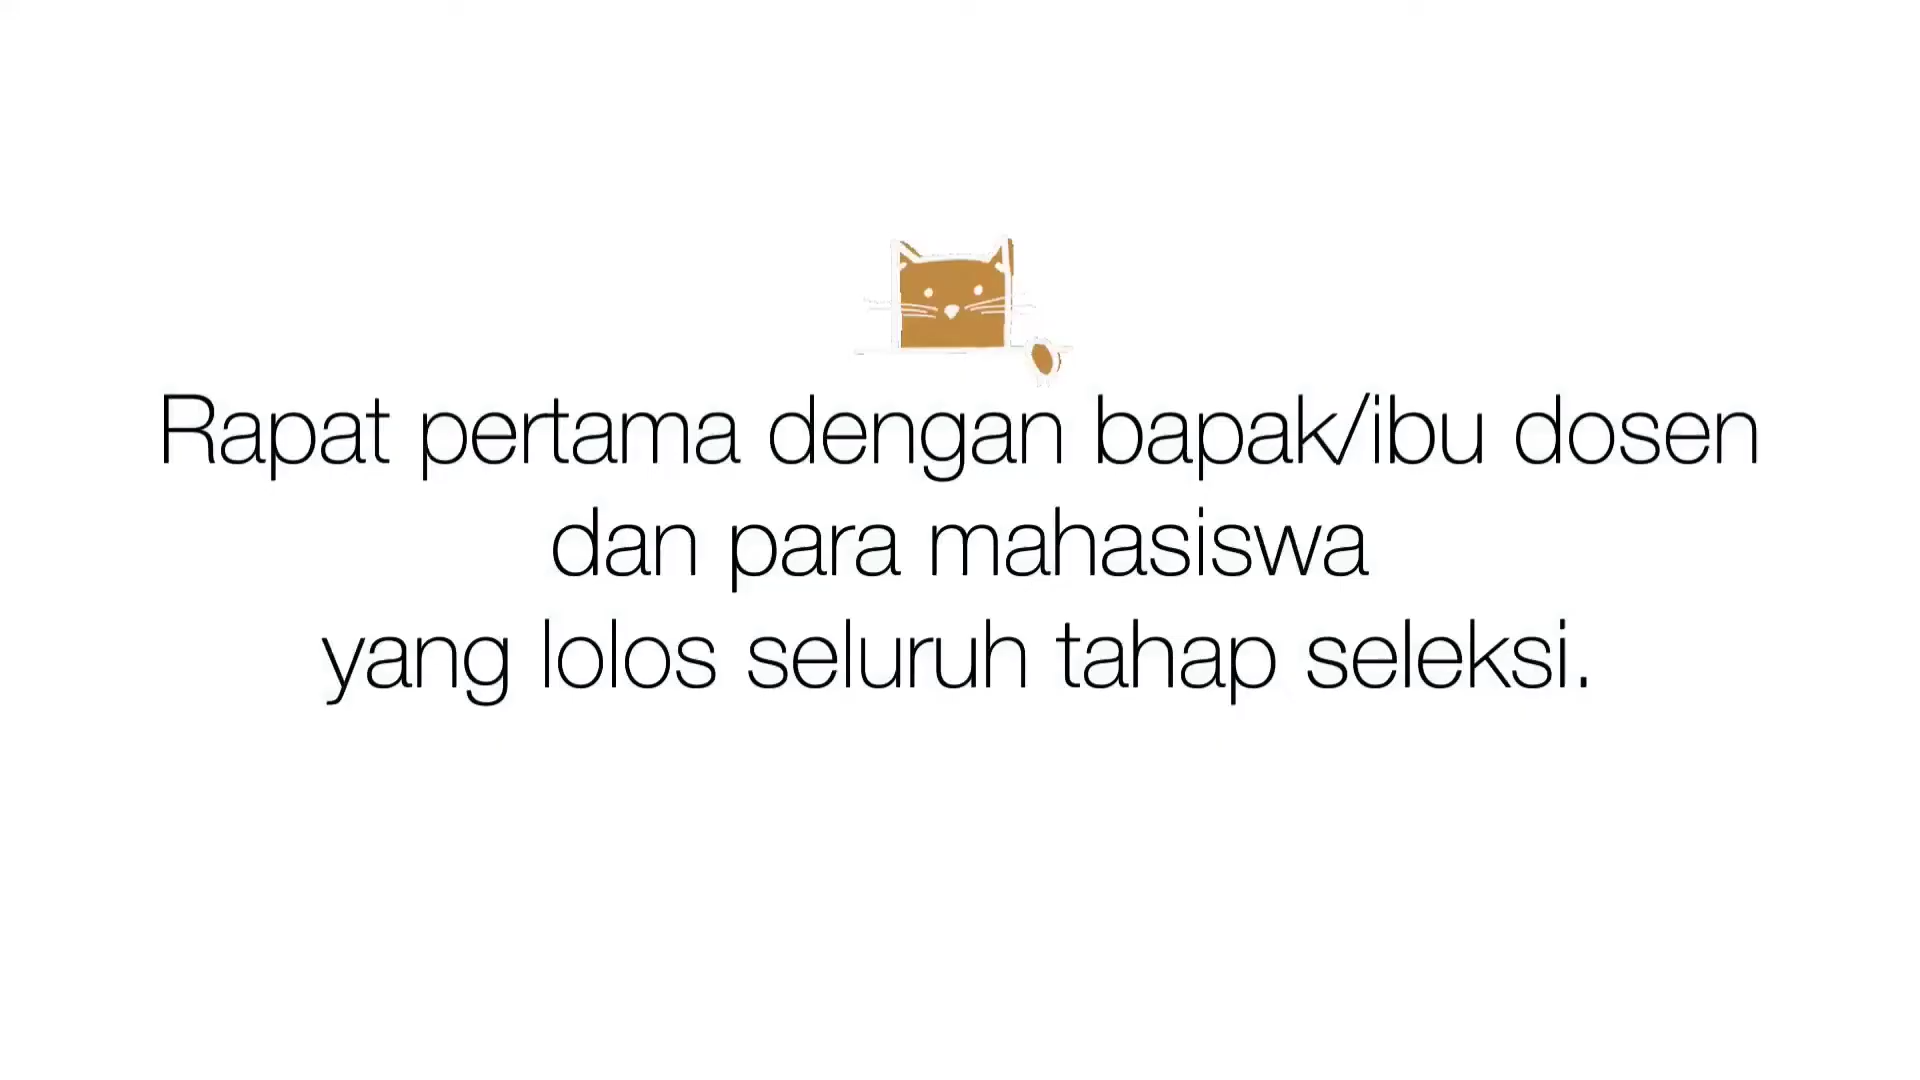 Rapat pertama dengan bapak/ibu dosen
dan para mahasiswa
yang lolos seluruh tahap seleksi.